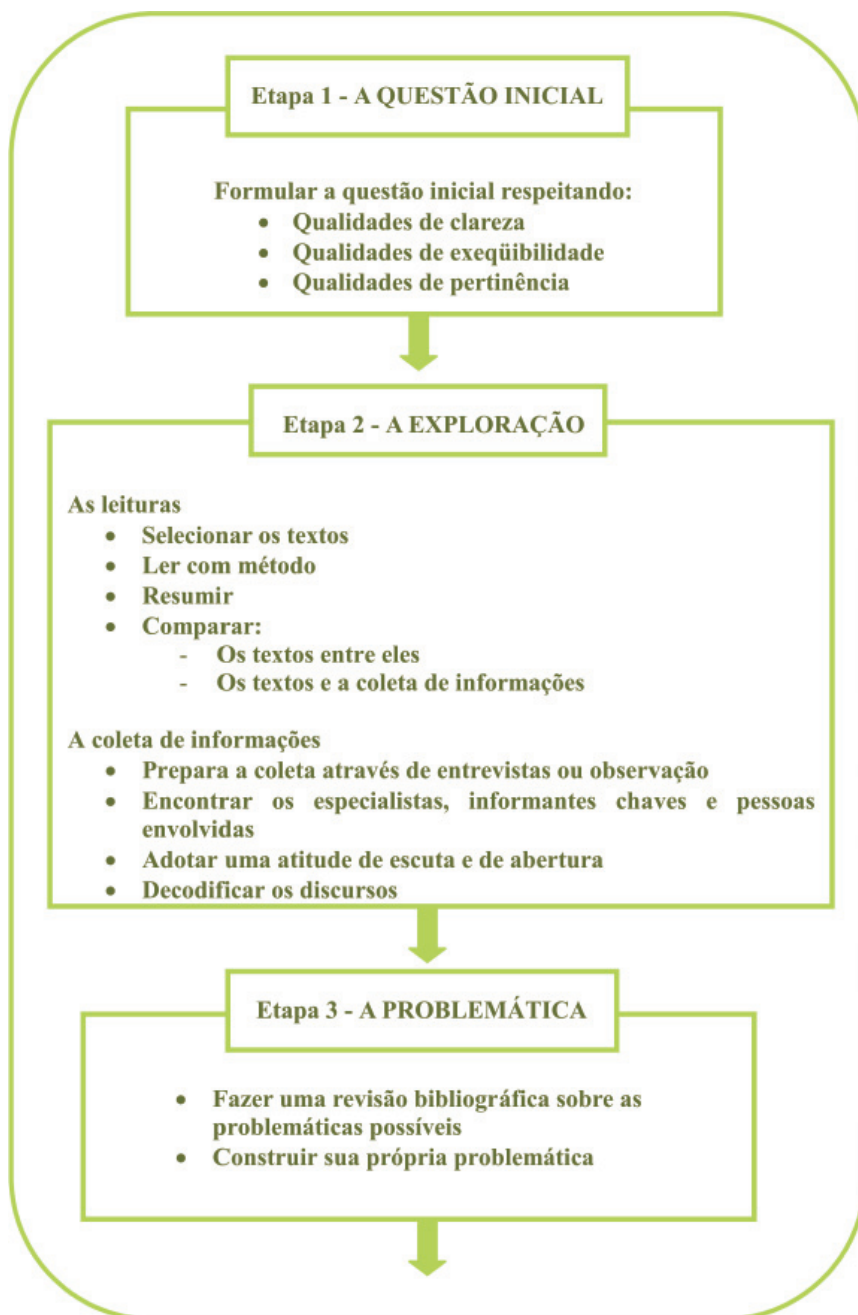 Etapa 1 - A QUESTÃO INICIAL
Formular a questão inicial respeitando:
• Qualidades de clareza
• Qualidades de exeqüibilidade
• Qualidades de pertinência
Etapa 2 - A EXPLORAÇÃO
As leituras
• Selecionar os textos
• Ler com método
• Resumir
• Comparar:
- Os textos entre eles
- Os textos e a coleta de informações
A coleta de informações
• Prepara a coleta através de entrevistas ou observação
• Encontrar os especialistas, informantes chaves e pessoas
envolvidas
• Adotar uma atitude de escuta e de abertura
• Decodificar os discursos
Etapa 3 - A PROBLEMÁTICA
• Fazer uma revisão bibliográfica sobre as
problemáticas possíveis
• Construir sua própria problemática